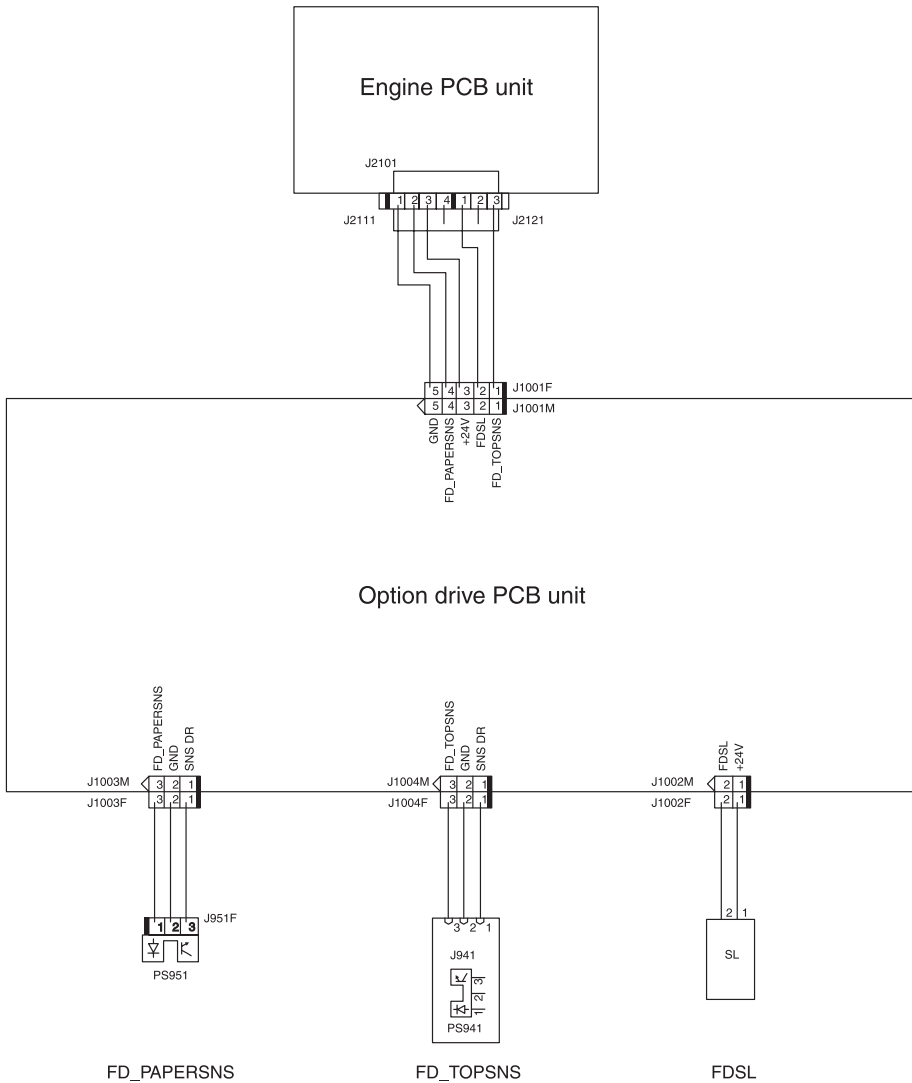 Engine PCB unit
J2101
1 2 3 4 1 2 3
J2111 J2121
5 4 3 2 1 J1001F
5 4 3 2 1 J1001M
GND
FD_PAPERSNS
+24V
FDSL
FD_TOPSNS
Option drive PCB unit
FD_PAPERSNS
GND
SNS DR
FD_TOPSNS
GND
SNS DR
FDSL
+24V
J1003M 3 2 1
J1003F 3 2 1
J1004M 3 2 1
J1004F 3 2 1
J1002M 2 1
J1002F 2 1
1 2 3 J951F
PS951
3 2 1
J941
3
2
1
PS941
2 1
SL
FD_PAPERSNS FD_TOPSNS FDSL